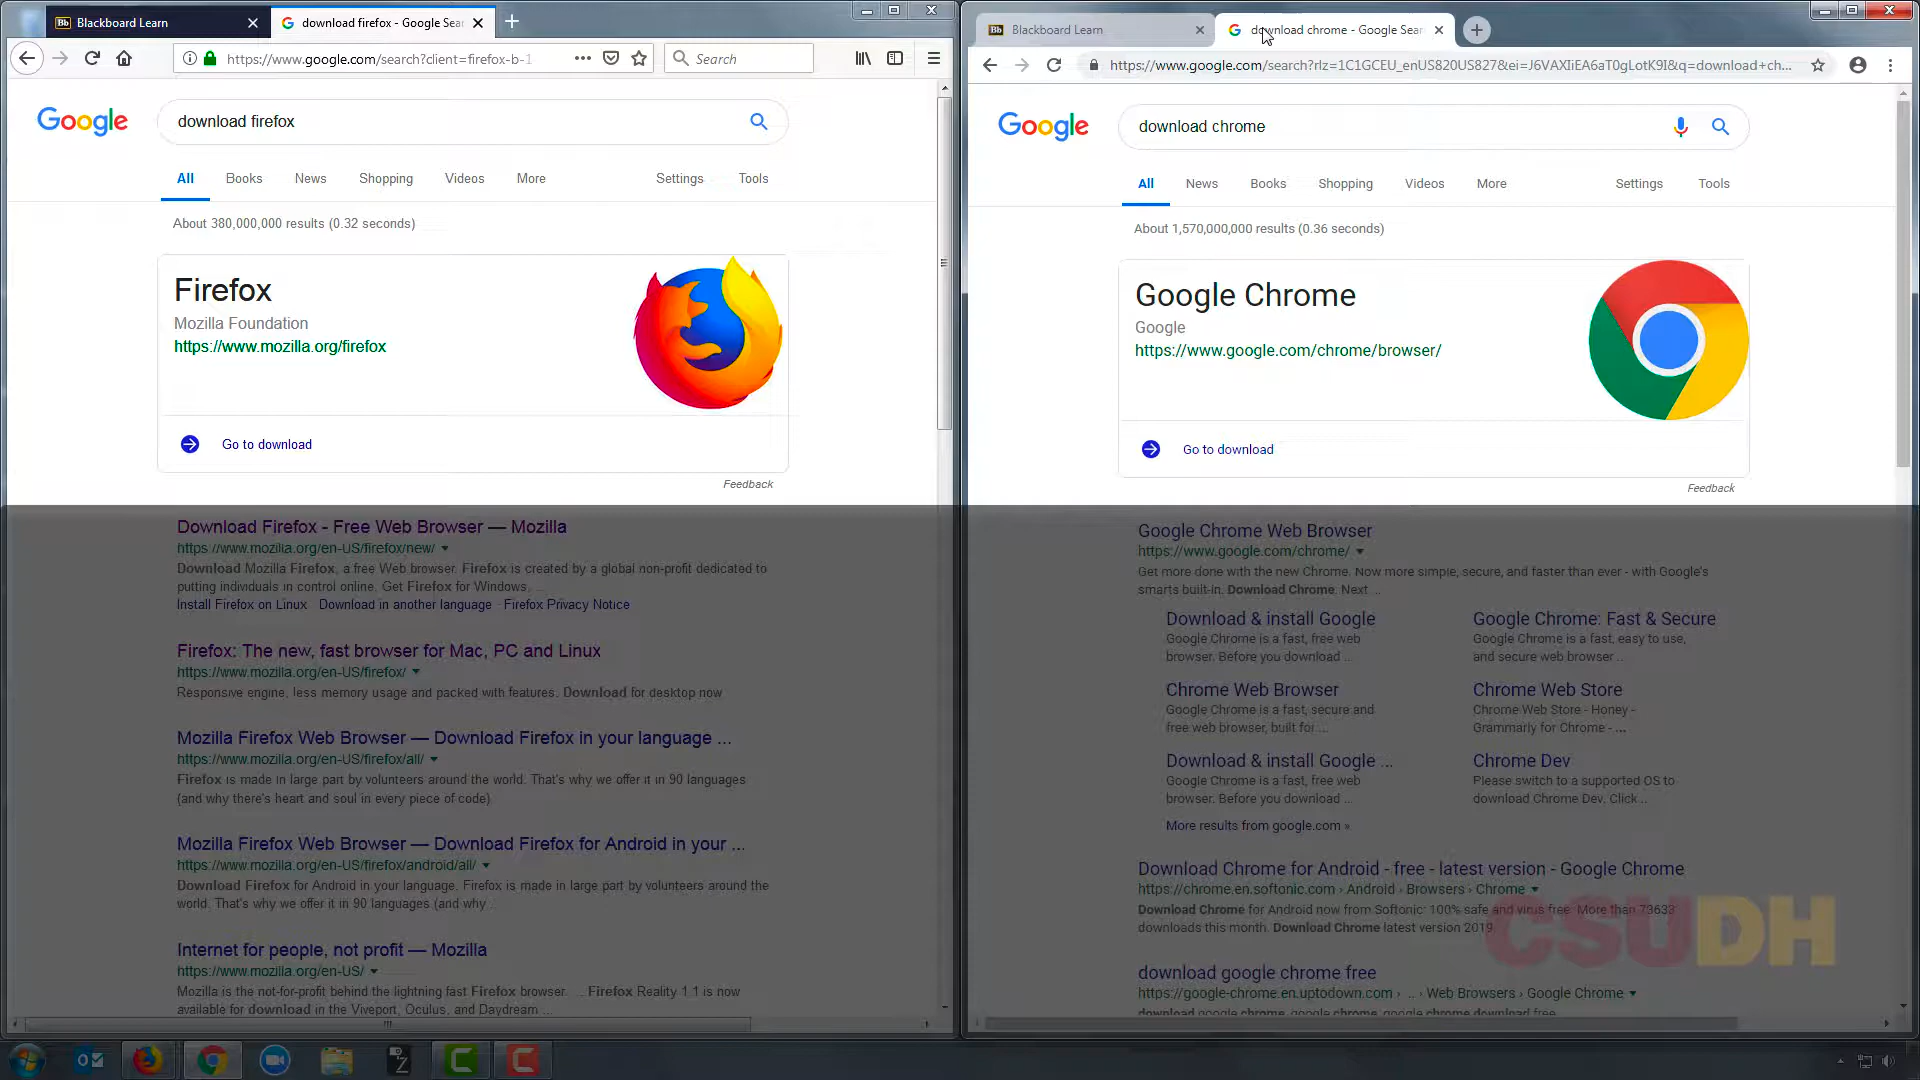 Blackboard Learn
download firefox - Google Sear
https://www.google.com/search?client=firefox-b-1
Search
Google
download firefox
All Books News Shopping Videos More Settings Tools
About 380,000,000 results (0.32 seconds)
Firefox
Mozilla Foundation
https://www.mozilla.org/firefox
Go to download
Feedback
Download Firefox - Free Web Browser — Mozilla
https://www.mozilla.org/en-US/firefox/new/
Download Mozilla Firefox, a free Web browser. Firefox is created by a global non-profit dedicated to
putting individuals in control online. Get Firefox for Windows, ...
Install Firefox on Linux · Download in another language · Firefox Privacy Notice
Firefox: The new, fast browser for Mac, PC and Linux
https://www.mozilla.org/en-US/firefox/
Responsive engine, less memory usage and packed with features. Download for desktop now
Mozilla Firefox Web Browser — Download Firefox in your language ...
https://www.mozilla.org/en-US/firefox/all/
Firefox is made in large part by volunteers around the world. That's why we offer it in 90 languages
(and why there's heart and soul in every piece of code).
Mozilla Firefox Web Browser — Download Firefox for Android in your ...
https://www.mozilla.org/en-US/firefox/android/all/
Download Firefox for Android in your language. Firefox is made in large part by volunteers around the
world. That's why we offer it in 90 languages (and why ...
Internet for people, not profit — Mozilla
https://www.mozilla.org/en-US/
Mozilla is the not-for-profit behind the lightning fast Firefox browser. ... Firefox Reality 1.1 is now
available for download in the Viveport, Oculus, and Daydream ...
Blackboard Learn
download chrome - Google Sear
https://www.google.com/search?rlz=1C1GCEU_enUS820US827&ei=J6VAXIiEA6aT0gLotK9I&q=download+ch...
Google
download chrome
All News Books Shopping Videos More Settings Tools
About 1,570,000,000 results (0.36 seconds)
Google Chrome
Google
https://www.google.com/chrome/browser/
Go to download
Feedback
Google Chrome Web Browser
https://www.google.com/chrome/
Get more done with the new Chrome. Now more simple, secure, and faster than ever - with Google's
smarts built-in. Download Chrome. Next ...
Download & install Google
Google Chrome is a fast, free web
browser. Before you download ...
Google Chrome: Fast & Secure
Google Chrome is a fast, easy to use,
and secure web browser ...
Chrome Web Browser
Google Chrome is a fast, secure and
free web browser, built for ...
Chrome Web Store
Chrome Web Store - Honey -
Grammarly for Chrome - ...
Download & install Google ...
Google Chrome is a fast, free web
browser. Before you download ...
Chrome Dev
Please switch to a supported OS to
download Chrome Dev. Click ...
More results from google.com »
Download Chrome for Android - free - latest version - Google Chrome
https://chrome.en.softonic.com › Android › Browsers › Chrome
Download Chrome for Android now from Softonic: 100% safe and virus free. More than 73633
downloads this month. Download Chrome latest version 2019.
download google chrome free
https://google-chrome.en.uptodown.com › ... › Web Browsers › Google Chrome
download google chrome, google chrome, google chrome download free
CSUDH